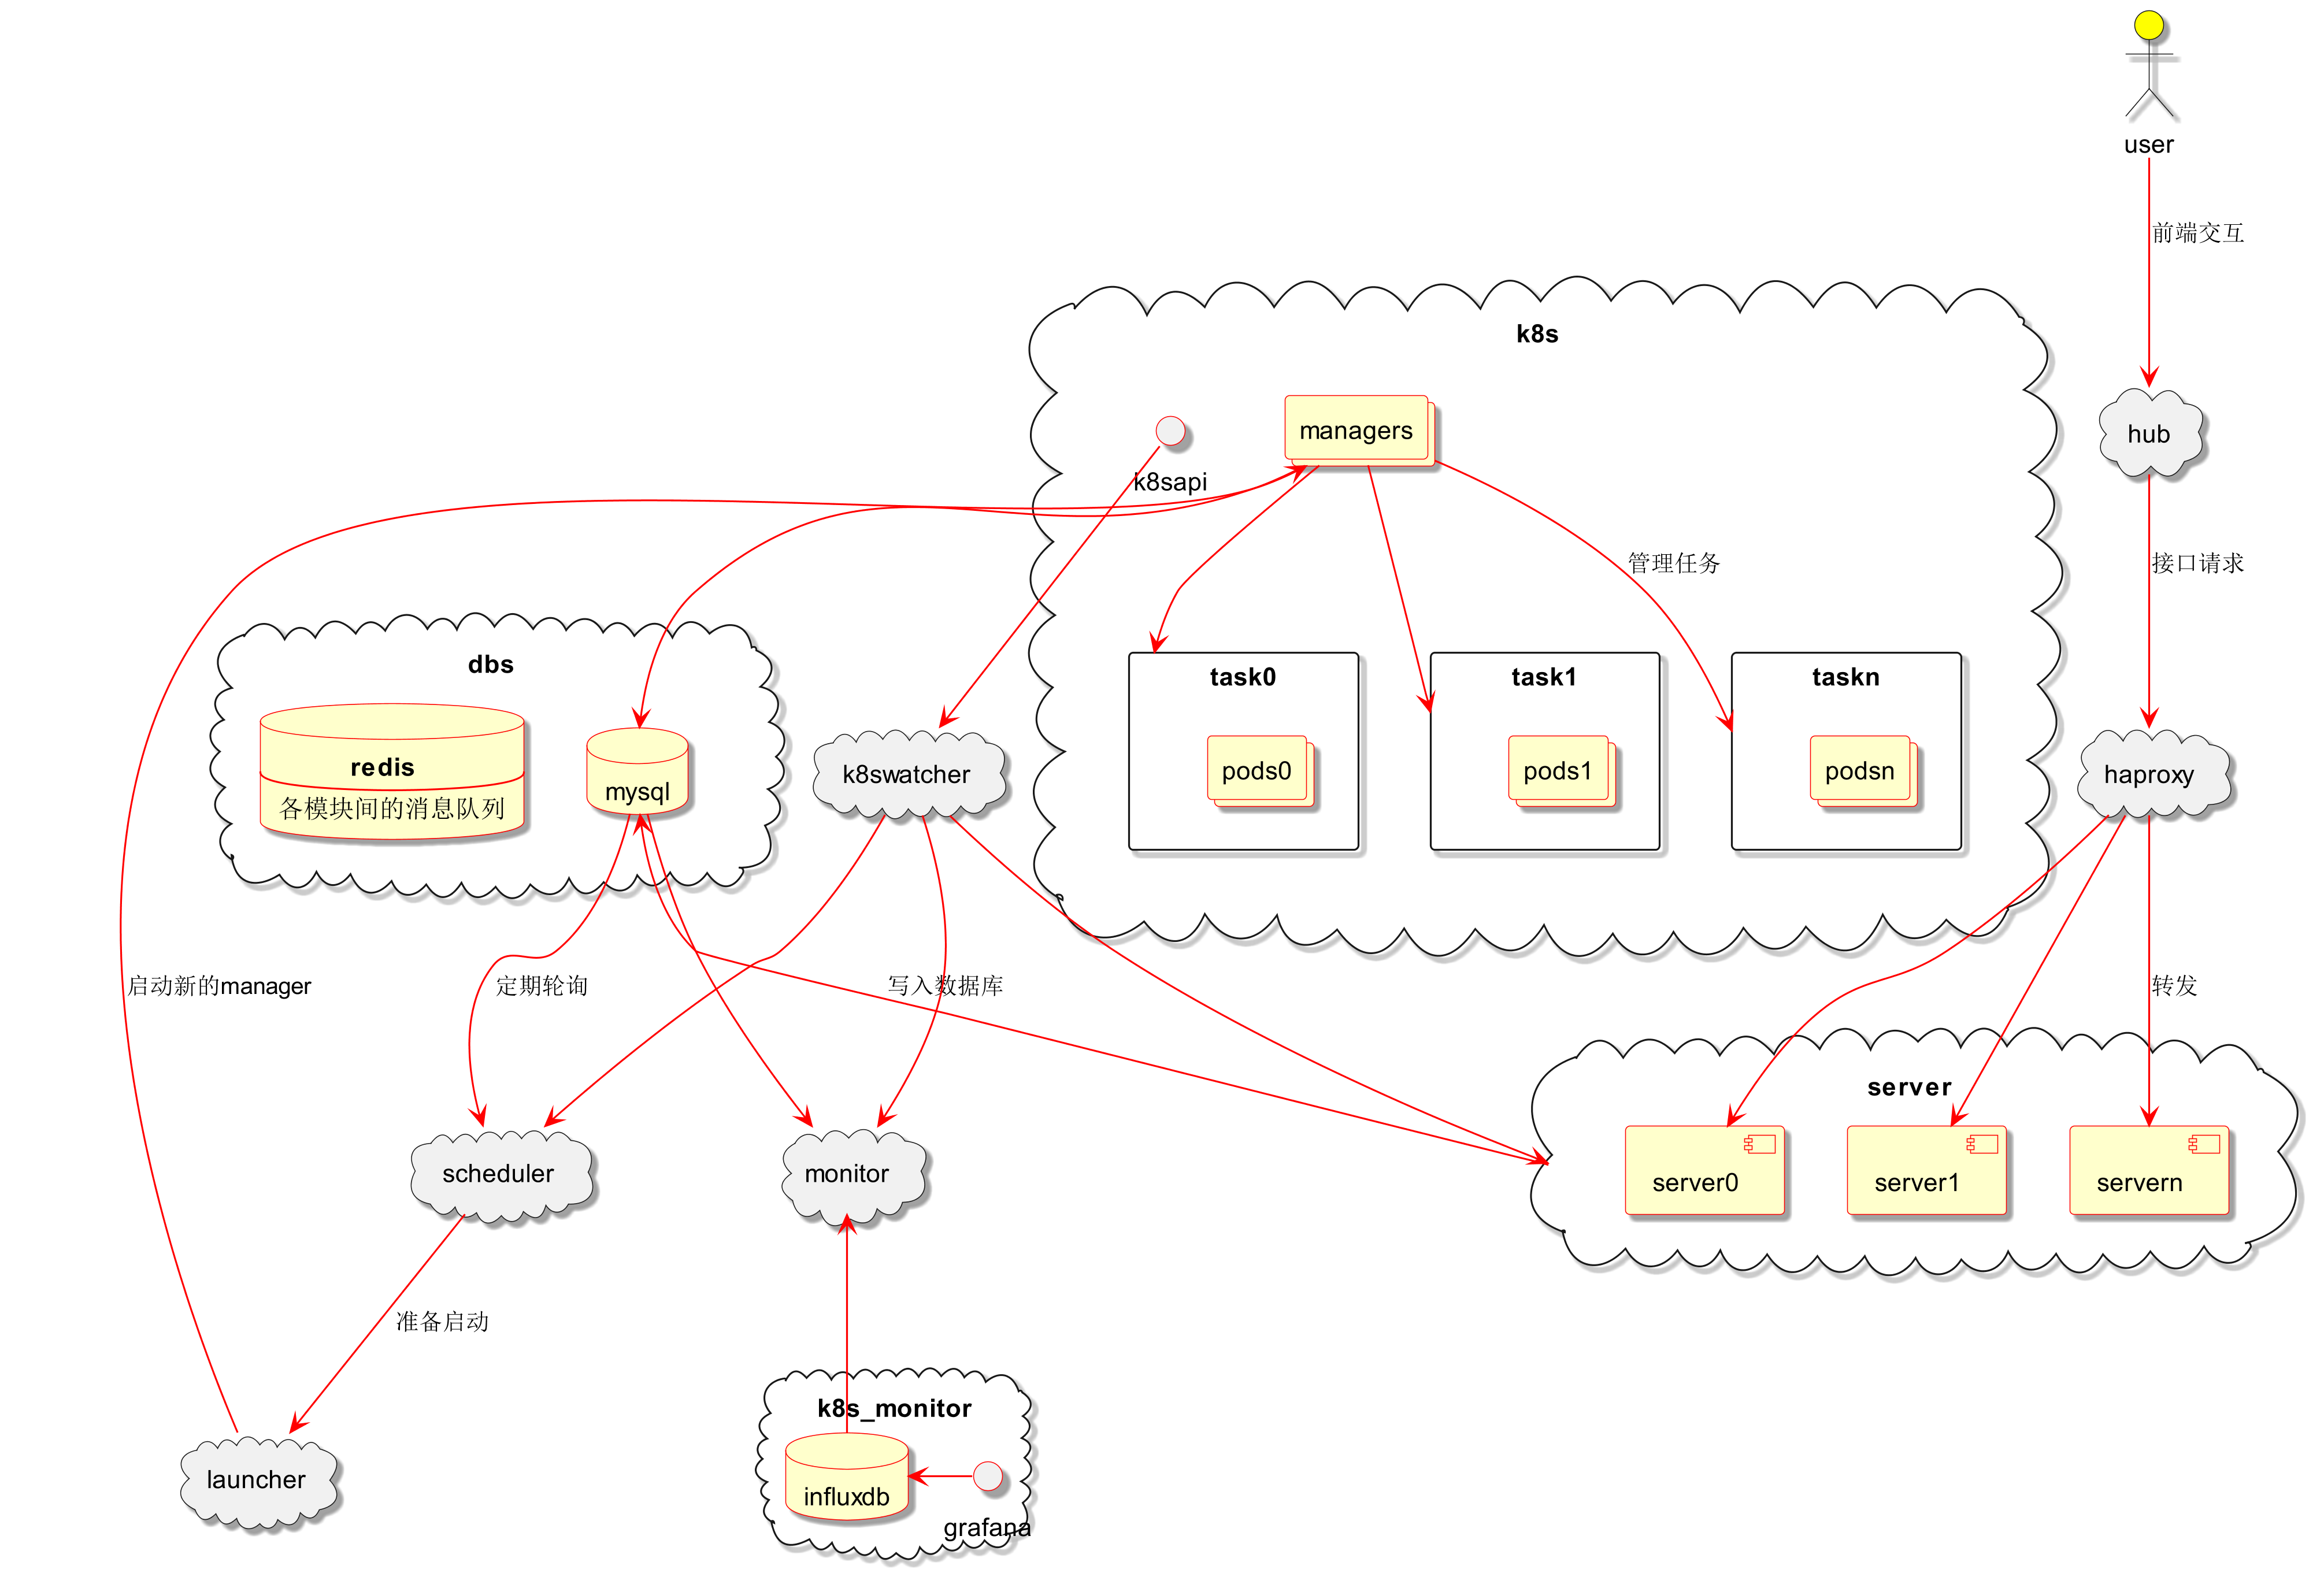 user
前端交互
k8s
managers
hub
k8sapi
管理任务
接口请求
dbs
task0
task1
taskn
redis
各模块间的消息队列
mysql
k8swatcher
pods0
pods1
podsn
haproxy
启动新的manager
定期轮询
写入数据库
转发
server
scheduler
monitor
server0
server1
servern
准备启动
k8s_monitor
launcher
influxdb
grafana